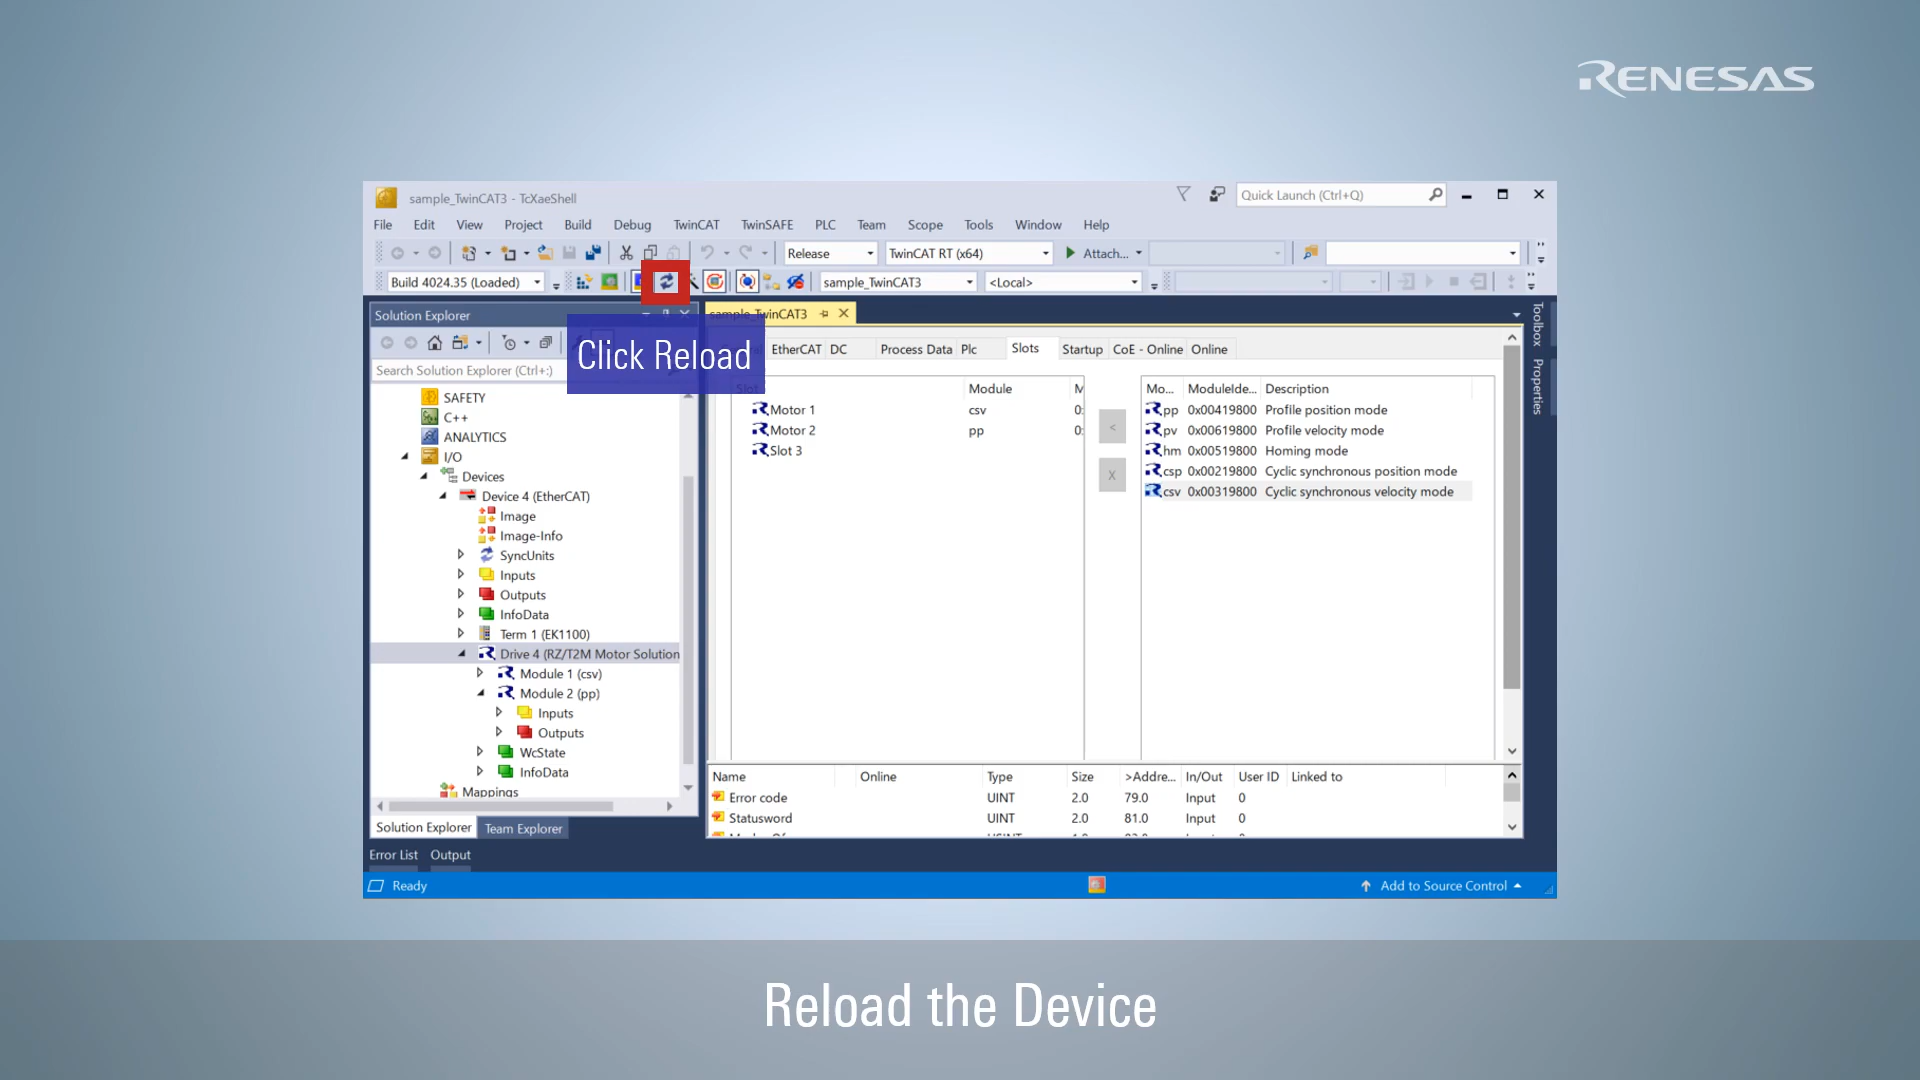 RENESAS
sample_TwinCAT3 - TcXaeShell
Quick Launch (Ctrl+Q)
File Edit View Project Build Debug TwinCAT TwinSAFE PLC Team Scope Tools Window Help
Release TwinCAT RT (x64) Attach...
Build 4024.35 (Loaded) sample_TwinCAT3 <Local>
Solution Explorer
Search Solution Explorer (Ctrl+:)
SAFETY
C++
ANALYTICS
I/O
Devices
Device 4 (EtherCAT)
Image
Image-Info
SyncUnits
Inputs
Outputs
InfoData
Term 1 (EK1100)
Drive 4 (RZ/T2M Motor Solution
Module 1 (csv)
Module 2 (pp)
Inputs
Outputs
WcState
InfoData
Mappings
Solution Explorer Team Explorer
Click Reload
sample_TwinCAT3
EtherCAT DC Process Data Plc Slots Startup CoE - Online Online
Slot Module M
Motor 1 csv 0:
Motor 2 pp 0:
Slot 3
<
X
Mo... ModuleIde... Description
pp 0x00419800 Profile position mode
pv 0x00619800 Profile velocity mode
hm 0x00519800 Homing mode
csp 0x00219800 Cyclic synchronous position mode
csv 0x00319800 Cyclic synchronous velocity mode
Toolbox
Properties
Name Online Type Size >Addre... In/Out User ID Linked to
Error code UINT 2.0 79.0 Input 0
Statusword UINT 2.0 81.0 Input 0
Error List Output
Ready
Add to Source Control
Reload the Device